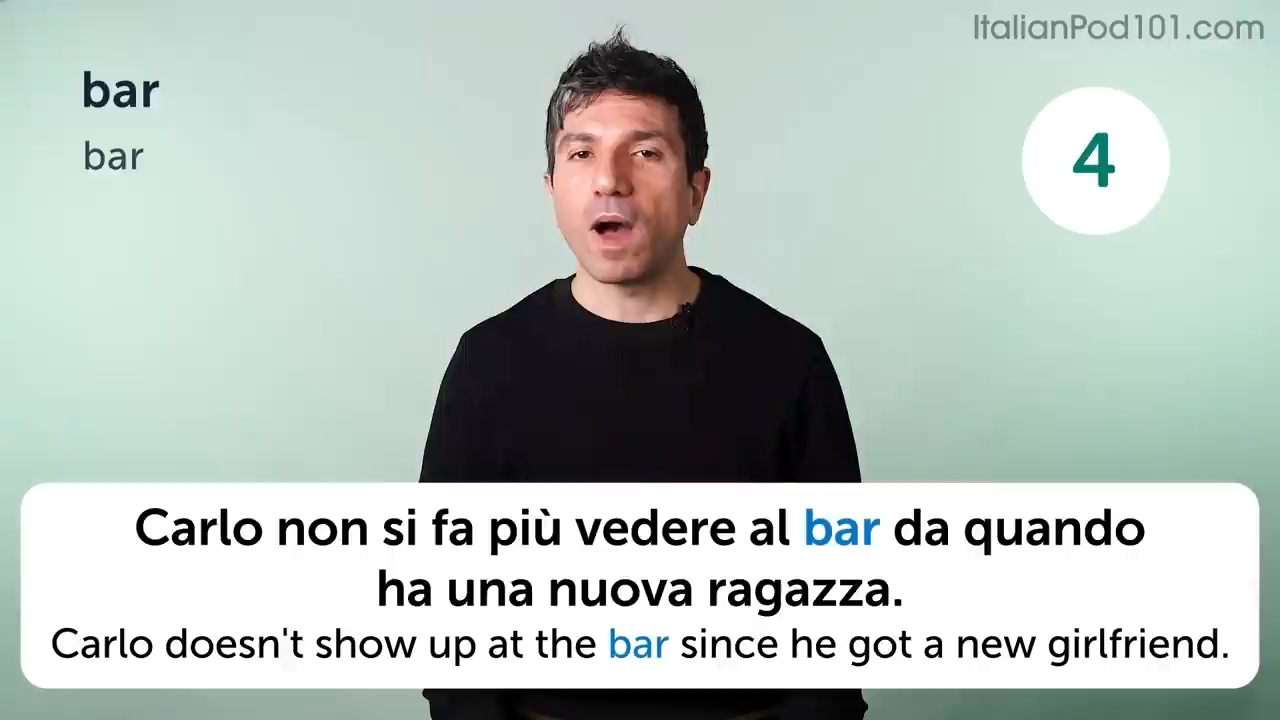 ItalianPod101.com
bar
bar
4
Carlo non si fa più vedere al bar da quando
ha una nuova ragazza.
Carlo doesn't show up at the bar since he got a new girlfriend.